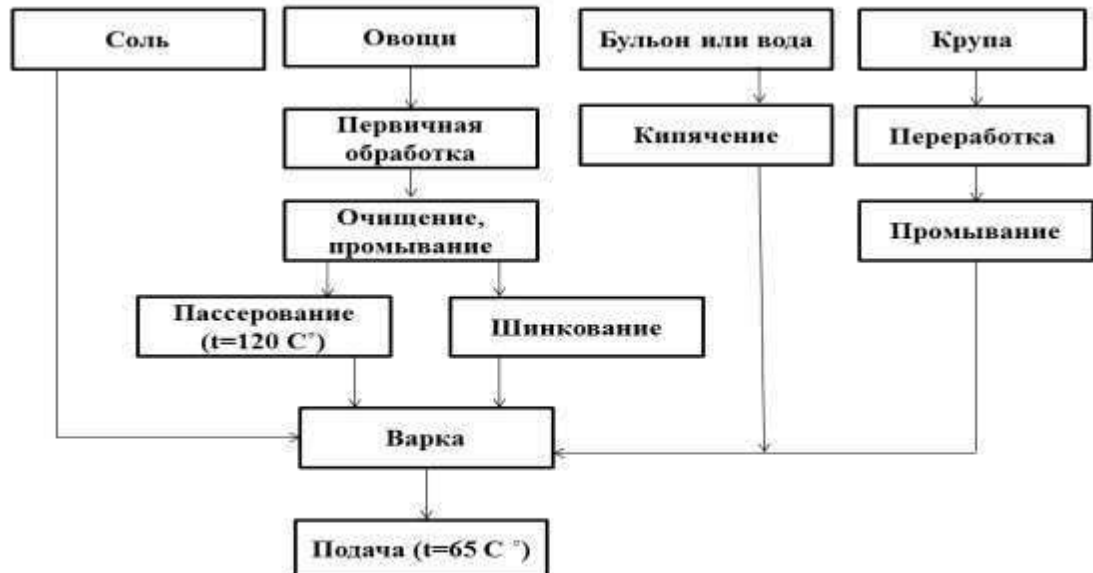 Соль
Овощи
Бульон или вода
Крупа
Первичная
обработка
Кипячение
Переработка
Очищение,
промывание
Промывание
Пассерование
(t=120 C°)
Шинкование
Варка
Подача (t=65 C °)